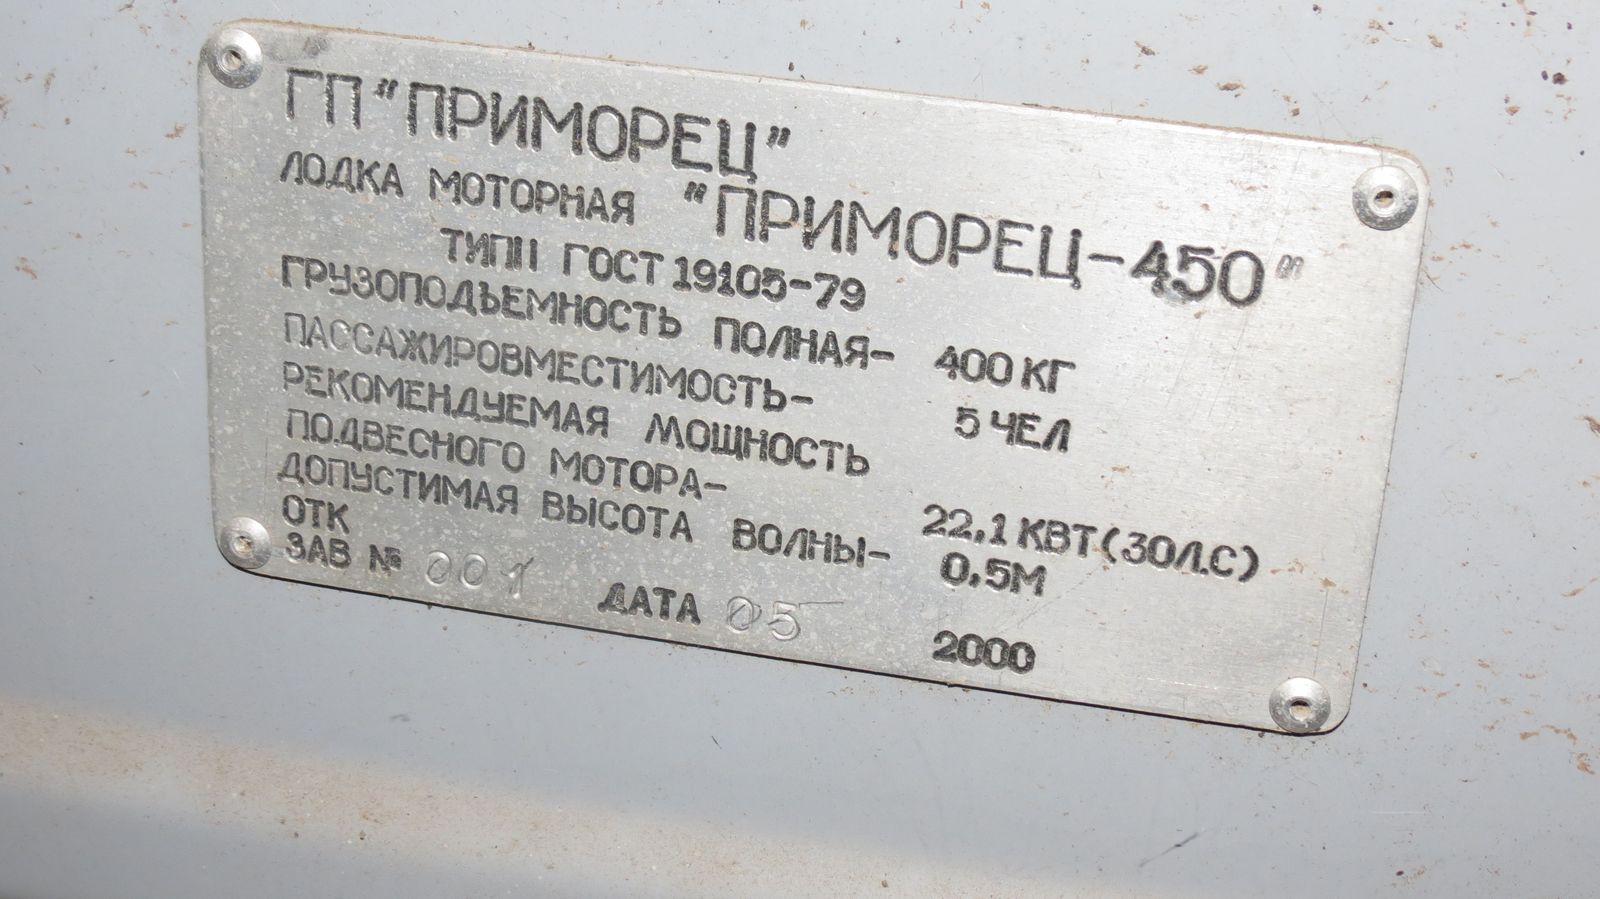 ГП "ПРИМОРЕЦ"
ЛОДКА МОТОРНАЯ "ПРИМОРЕЦ-450"
ТИПII ГОСТ 19105-79
ГРУЗОПОДЪЕМНОСТЬ ПОЛНАЯ- 400 КГ
ПАССАЖИРОВМЕСТИМОСТЬ- 5 ЧЕЛ
РЕКОМЕНДУЕМАЯ МОЩНОСТЬ
ПОДВЕСНОГО МОТОРА- 22,1 КВТ (30Л.С)
ДОПУСТИМАЯ ВЫСОТА ВОЛНЫ- 0,5М
ОТК
ЗАВ № 001 ДАТА 05 2000